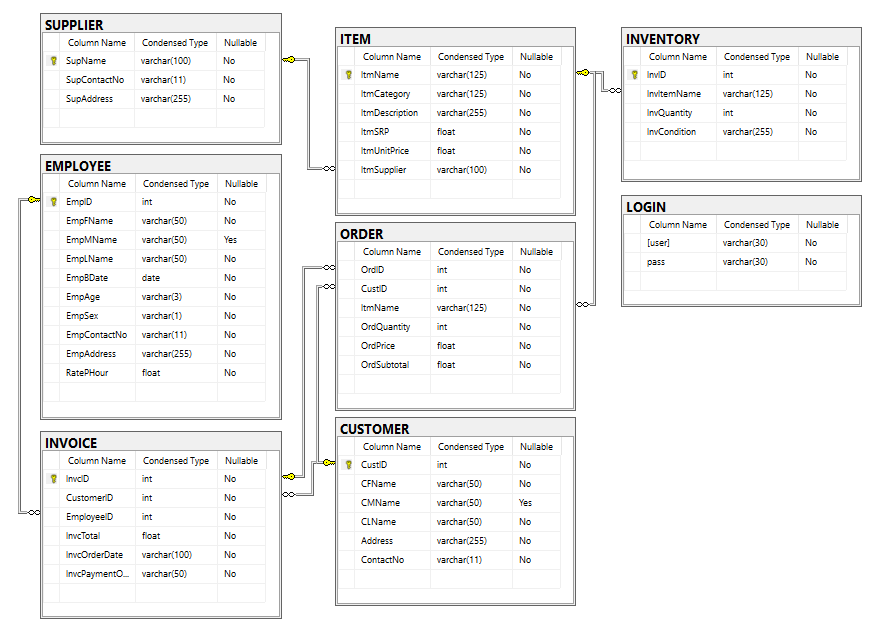 SUPPLIER
Column Name Condensed Type Nullable
SupName varchar(100) No
SupContactNo varchar(11) No
SupAddress varchar(255) No
EMPLOYEE
Column Name Condensed Type Nullable
EmpID int No
EmpFName varchar(50) No
EmpMName varchar(50) Yes
EmpLName varchar(50) No
EmpBDate date No
EmpAge varchar(3) No
EmpSex varchar(1) No
EmpContactNo varchar(11) No
EmpAddress varchar(255) No
RatePHour float No
INVOICE
Column Name Condensed Type Nullable
InvcID int No
CustomerID int No
EmployeeID int No
InvcTotal float No
InvcOrderDate varchar(100) No
InvcPaymentO... varchar(50) No
ITEM
Column Name Condensed Type Nullable
ItmName varchar(125) No
ItmCategory varchar(125) No
ItmDescription varchar(255) No
ItmSRP float No
ItmUnitPrice float No
ItmSupplier varchar(100) No
ORDER
Column Name Condensed Type Nullable
OrdID int No
CustID int No
ItmName varchar(125) No
OrdQuantity int No
OrdPrice float No
OrdSubtotal float No
CUSTOMER
Column Name Condensed Type Nullable
CustID int No
CFName varchar(50) No
CMName varchar(50) Yes
CLName varchar(50) No
Address varchar(255) No
ContactNo varchar(11) No
INVENTORY
Column Name Condensed Type Nullable
InvID int No
InvItemName varchar(125) No
InvQuantity int No
InvCondition varchar(255) No
LOGIN
Column Name Condensed Type Nullable
[user] varchar(30) No
pass varchar(30) No